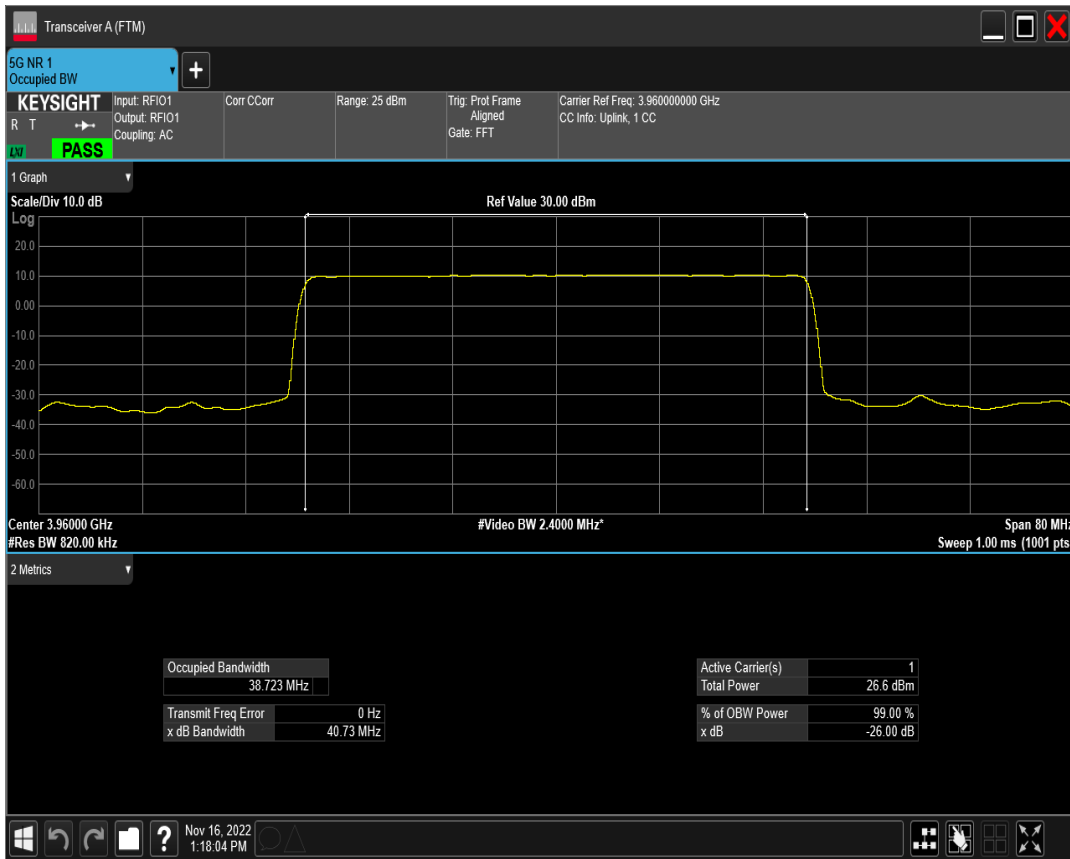 Transceiver A (FTM)
5G NR 1
Occupied BW
KEYSIGHT
R T
LXI
PASS
Input: RFIO1
Output: RFIO1
Coupling: AC
Corr CCorr
Range: 25 dBm
Trig: Prot Frame
Aligned
Gate: FFT
Carrier Ref Freq: 3.960000000 GHz
CC Info: Uplink, 1 CC
1 Graph
Scale/Div 10.0 dB
Ref Value 30.00 dBm
Log
20.0
10.0
0.00
-10.0
-20.0
-30.0
-40.0
-50.0
-60.0
Center 3.96000 GHz
#Video BW 2.4000 MHz*
Span 80 MHz
#Res BW 820.00 kHz
Sweep 1.00 ms (1001 pts
2 Metrics
Occupied Bandwidth
38.723 MHz
Transmit Freq Error 0 Hz
x dB Bandwidth 40.73 MHz
Active Carrier(s) 1
Total Power 26.6 dBm
% of OBW Power 99.00 %
x dB -26.00 dB
?
Nov 16, 2022
1:18:04 PM